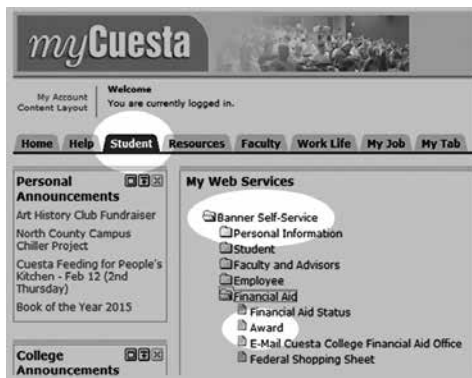 myCuesta
My Account
Content Layout
Welcome
You are currently logged in.
Home Help Student Resources Faculty Work Life My Job My Tab
Personal
Announcements
Art History Club Fundraiser
North County Campus
Chiller Project
Cuesta Feeding for People's
Kitchen - Feb 12 (2nd
Thursday)
Book of the Year 2015
College
Announcements
My Web Services
Banner Self-Service
Personal Information
Student
Faculty and Advisors
Employee
Financial Aid
Financial Aid Status
Award
E-Mail Cuesta College Financial Aid Office
Federal Shopping Sheet